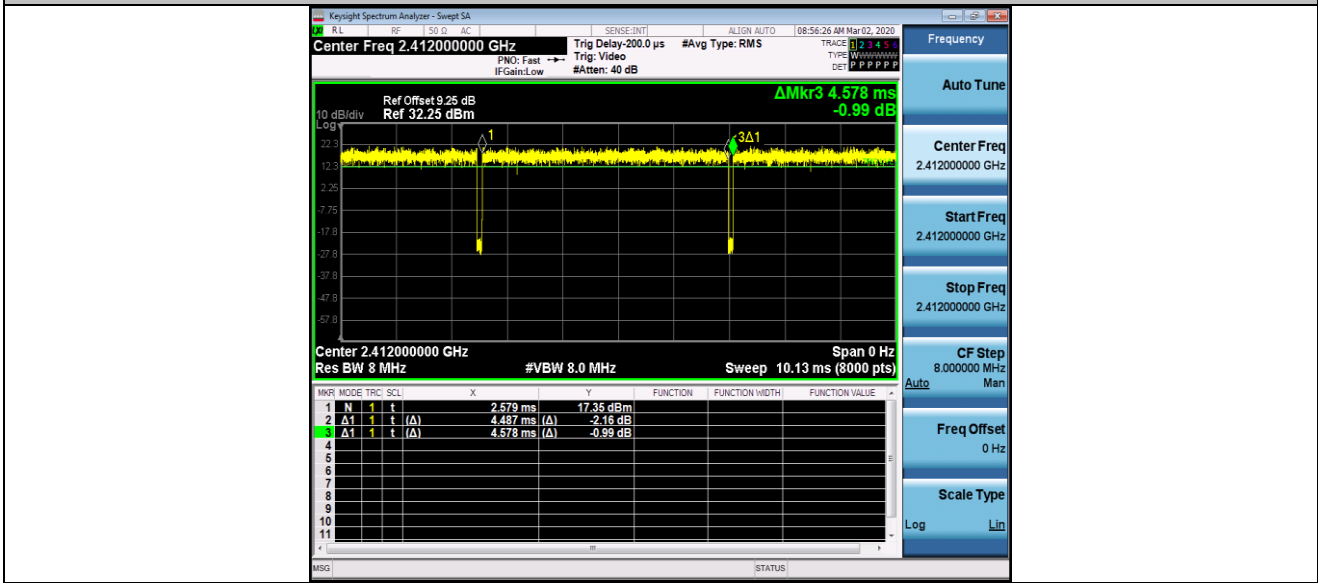 Keysight Spectrum Analyzer - Swept SA
RL RF 50 Ω AC SENSE:INT ALIGN AUTO 08:56:26 AM Mar 02, 2020
Center Freq 2.412000000 GHz
PNO: Fast
IFGain:Low
Trig Delay-200.0 µs
Trig: Video
#Atten: 40 dB
#Avg Type: RMS
TRACE 1 2 3 4 5 6
TYPE W
DET P P P P P P
Ref Offset 9.25 dB
10 dB/div Ref 32.25 dBm
Log
ΔMkr3 4.578 ms
-0.99 dB
1
3Δ1
22.3
12.3
2.25
-7.75
-17.8
-27.8
-37.8
-47.8
-57.8
Center 2.412000000 GHz Span 0 Hz
Res BW 8 MHz #VBW 8.0 MHz Sweep 10.13 ms (8000 pts)
MKR MODE TRC SCL X Y FUNCTION FUNCTION WIDTH FUNCTION VALUE
1 N 1 t 2.579 ms 17.35 dBm
2 Δ1 1 t (Δ) 4.487 ms (Δ) -2.16 dB
3 Δ1 1 t (Δ) 4.578 ms (Δ) -0.99 dB
4
5
6
7
8
9
10
11
MSG STATUS
Frequency
Auto Tune
Center Freq
2.412000000 GHz
Start Freq
2.412000000 GHz
Stop Freq
2.412000000 GHz
CF Step
8.000000 MHz
Auto Man
Freq Offset
0 Hz
Scale Type
Log Lin